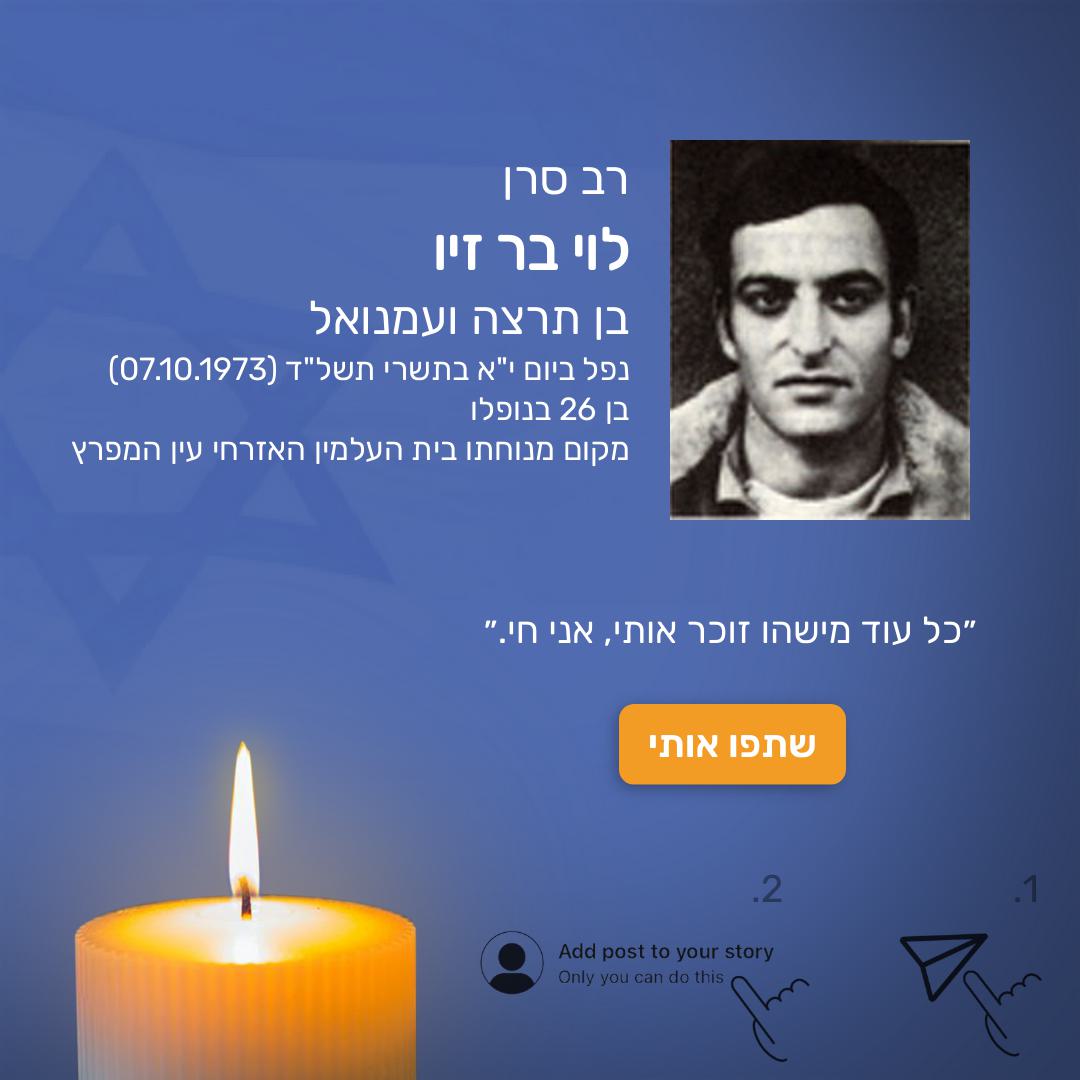 רב סרן
לוי בר זיו
בן תרצה ועמנואל
נפל ביום י"א בתשרי תשל"ד (07.10.1973)
בן 26 בנופלו
מקום מנוחתו בית העלמין האזרחי עין המפרץ
״כל עוד מישהו זוכר אותי, אני חי.״
שתפו אותי
1.
2.
Add post to your story
Only you can do this